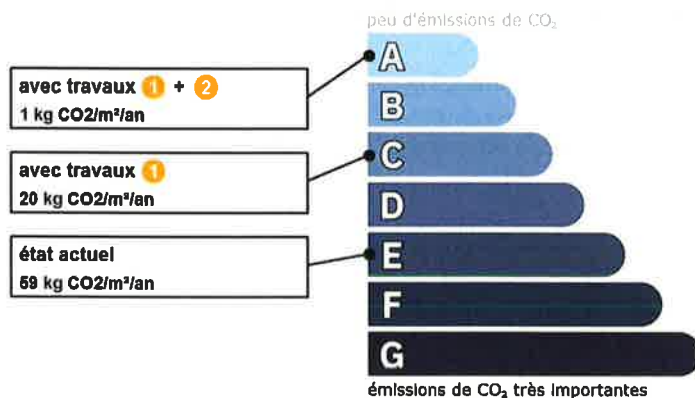 peu d'émissions de CO₂
A
avec travaux 1 + 2
1 kg CO2/m²/an
B
C
avec travaux 1
20 kg CO2/m²/an
D
état actuel
59 kg CO2/m²/an
E
F
G
émissions de CO₂ très importantes